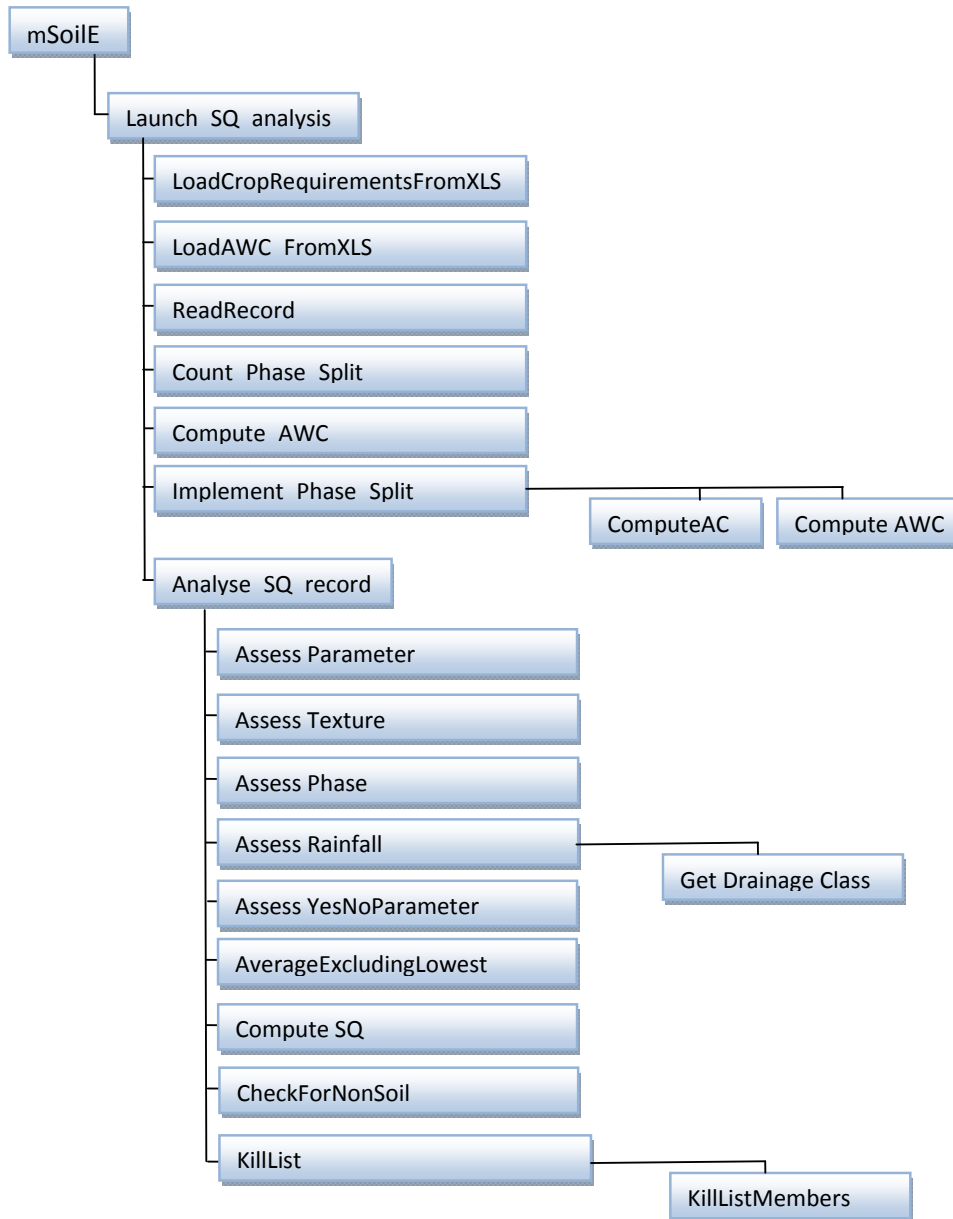 mSoilE
Launch SQ analysis
LoadCropRequirementsFromXLS
LoadAWC FromXLS
ReadRecord
Count Phase Split
Compute AWC
Implement Phase Split
ComputeAC
Compute AWC
Analyse SQ record
Assess Parameter
Assess Texture
Assess Phase
Assess Rainfall
Get Drainage Class
Assess YesNoParameter
AverageExcludingLowest
Compute SQ
CheckForNonSoil
KillList
KillListMembers